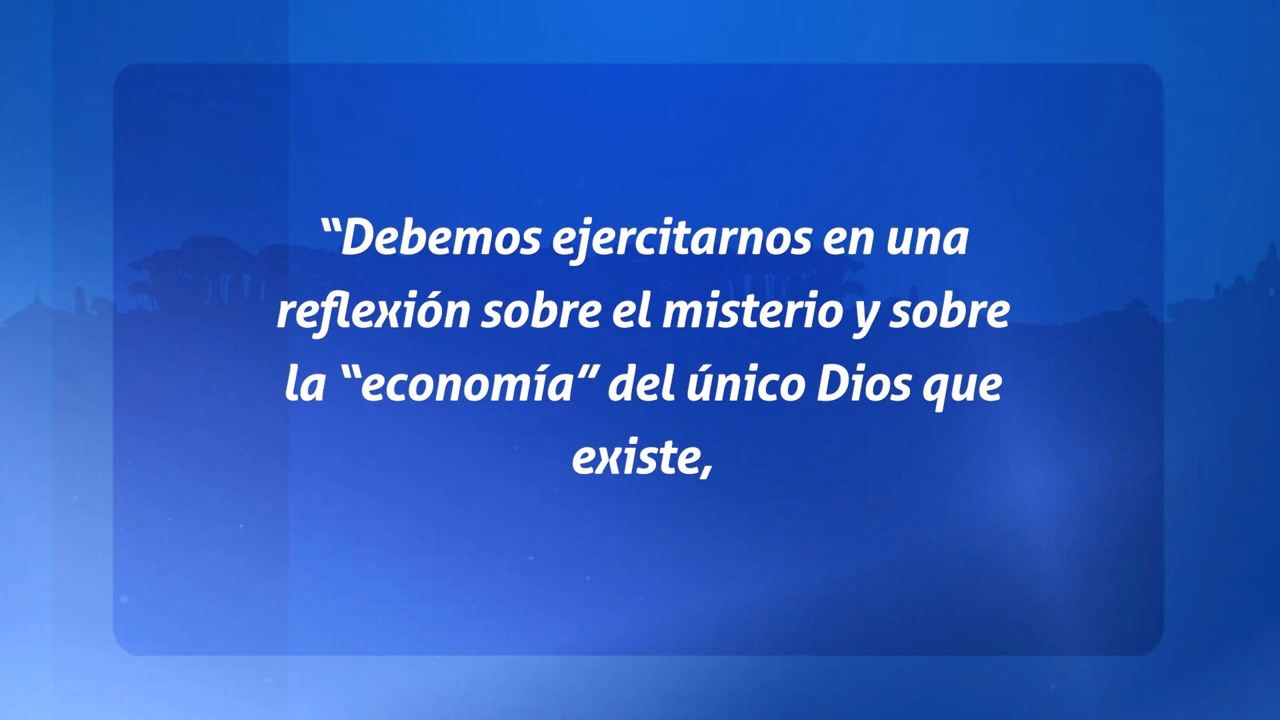 “Debemos ejercitarnos en una
reflexión sobre el misterio y sobre
la “economía” del único Dios que
existe,